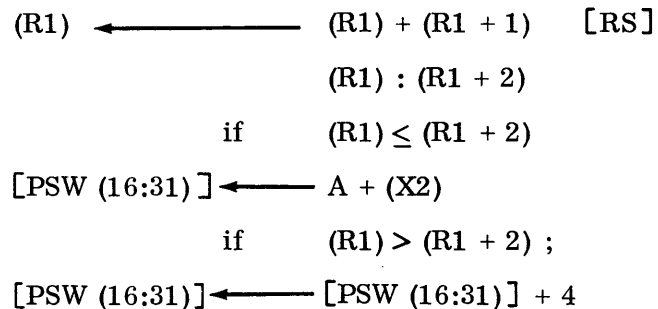 (R1) ← (R1) + (R1 + 1) [RS]
(R1) : (R1 + 2)
if (R1) ≤ (R1 + 2)
[PSW (16:31) ] ← A + (X2)
if (R1) > (R1 + 2) ;
[PSW (16:31)] ← [PSW (16:31)] + 4